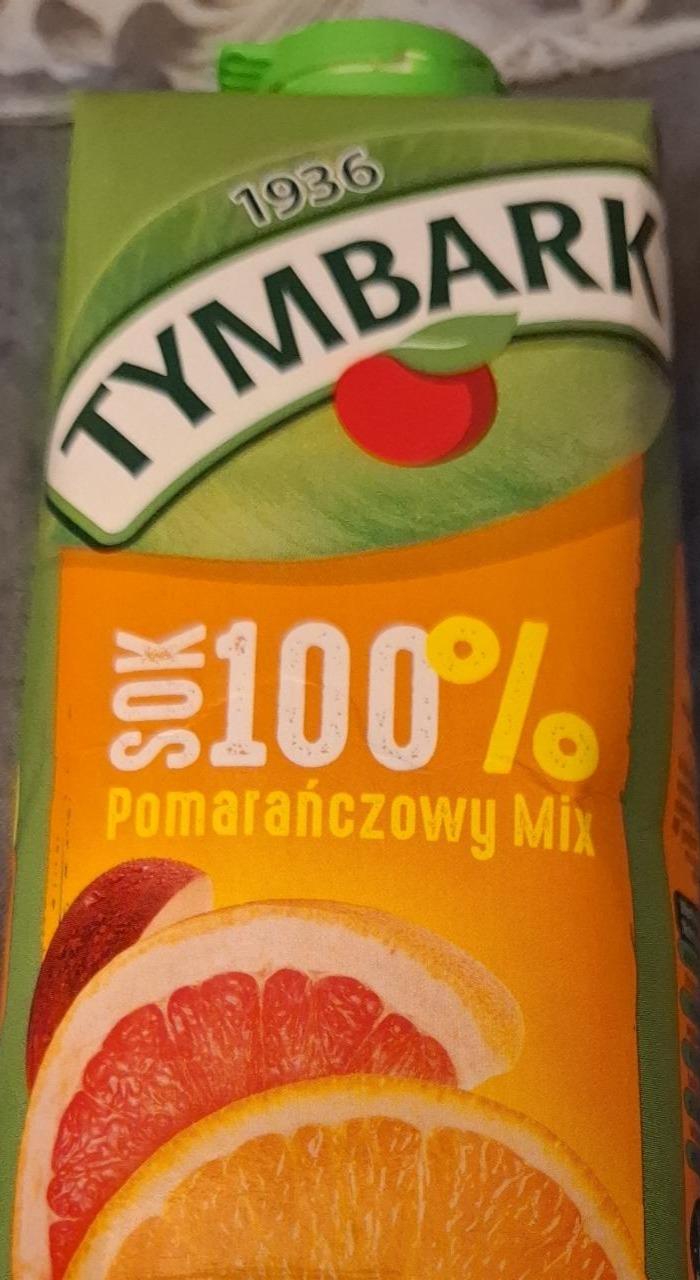 1936
TYMBARK
SOK 100%
Pomarańczowy Mix